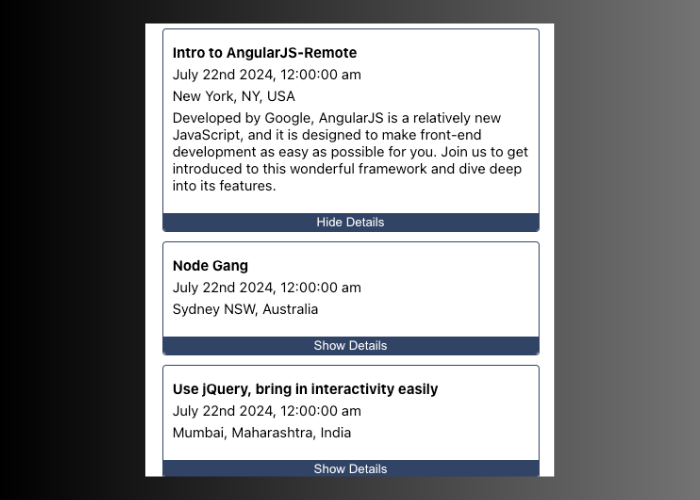 Intro to AngularJS-Remote
July 22nd 2024, 12:00:00 am
New York, NY, USA
Developed by Google, AngularJS is a relatively new
JavaScript, and it is designed to make front-end
development as easy as possible for you. Join us to get
introduced to this wonderful framework and dive deep
into its features.
Hide Details
Node Gang
July 22nd 2024, 12:00:00 am
Sydney NSW, Australia
Show Details
Use jQuery, bring in interactivity easily
July 22nd 2024, 12:00:00 am
Mumbai, Maharashtra, India
Show Details